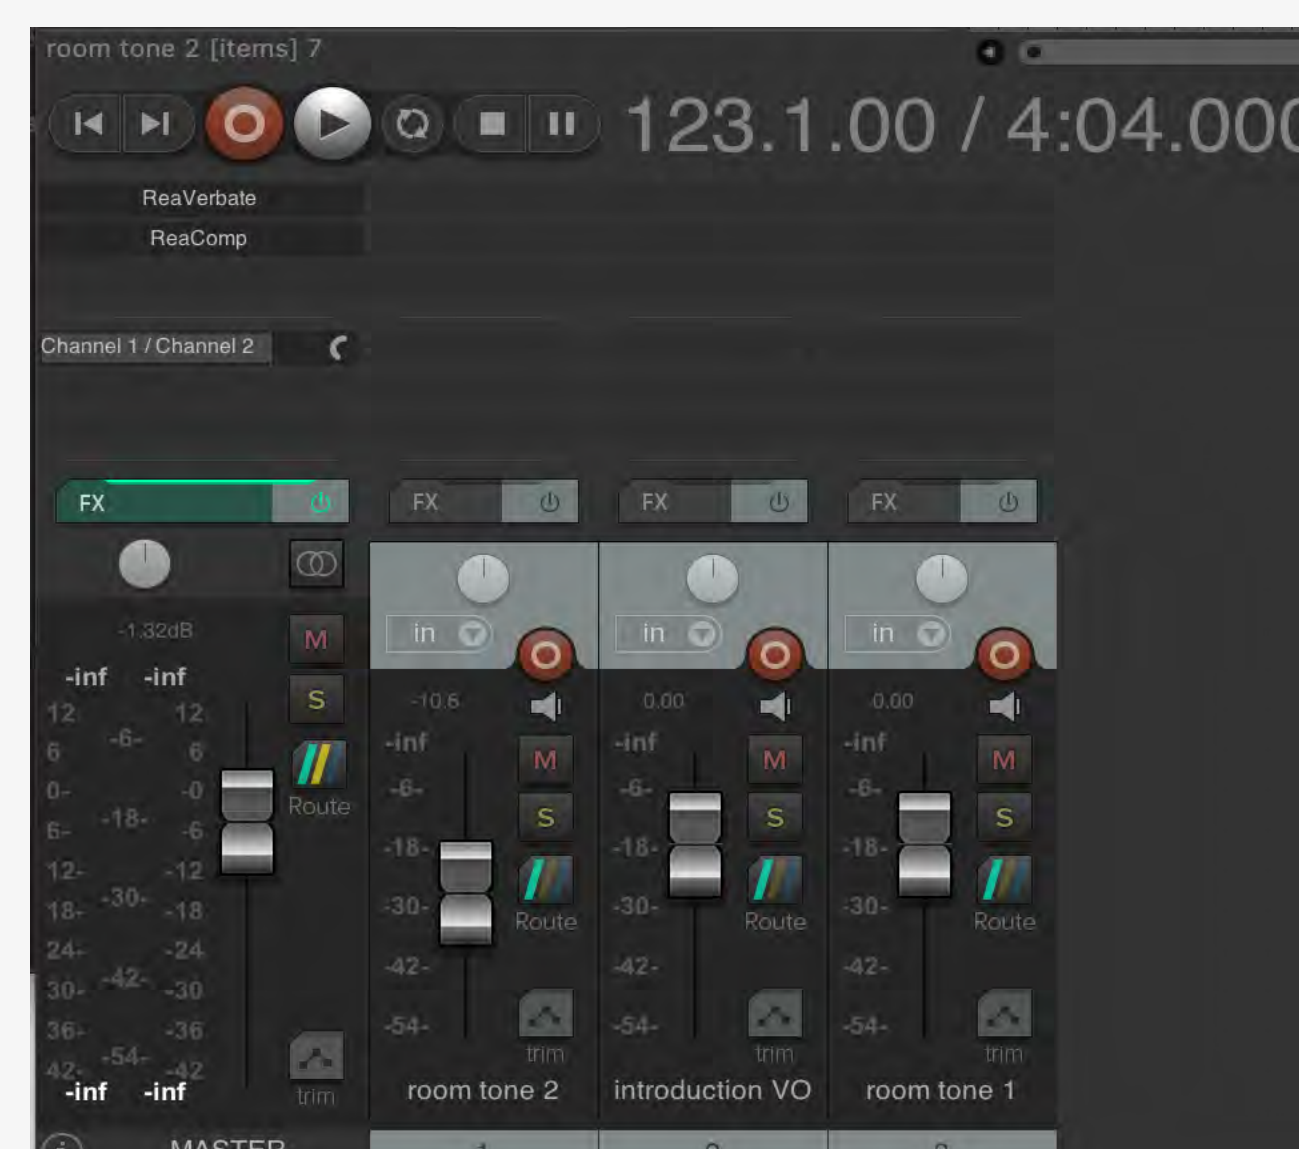 room tone 2 [items] 7
123.1.00 / 4:04.000
ReaVerbate
ReaComp
Channel 1 / Channel 2
FX
FX
FX
FX
in
in
in
-1.32dB
M
-inf -inf
S
12 12
-6-
6 6
0- -0
-18-
6- -6
12- -12
-30-
18- -18
24- -24
-42-
30- -30
36- -36
-54-
42- -42
-inf -inf
Route
trim
MASTER
-10.6
-inf
M
-6-
S
-18-
-30-
Route
-42-
-54-
trim
room tone 2
1
0.00
-inf
M
-6-
S
-18-
-30-
Route
-42-
-54-
trim
introduction VO
2
0.00
-inf
M
-6-
S
-18-
-30-
Route
-42-
-54-
trim
room tone 1
3